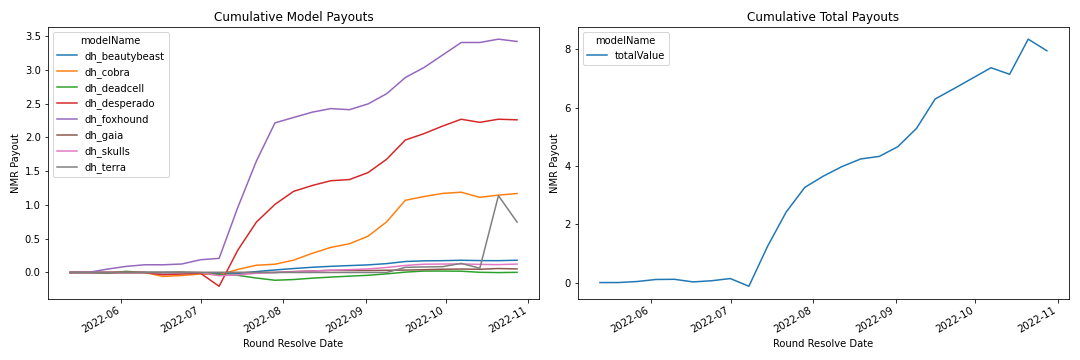 Cumulative Model Payouts
NMR Payout
3.5
3.0
2.5
2.0
1.5
1.0
0.5
0.0
modelName
dh_beautybeast
dh_cobra
dh_deadcell
dh_desperado
dh_foxhound
dh_gaia
dh_skulls
dh_terra
2022-06
2022-07
2022-08
2022-09
2022-10
2022-11
Round Resolve Date
Cumulative Total Payouts
NMR Payout
8
6
4
2
0
modelName
totalValue
2022-06
2022-07
2022-08
2022-09
2022-10
2022-11
Round Resolve Date